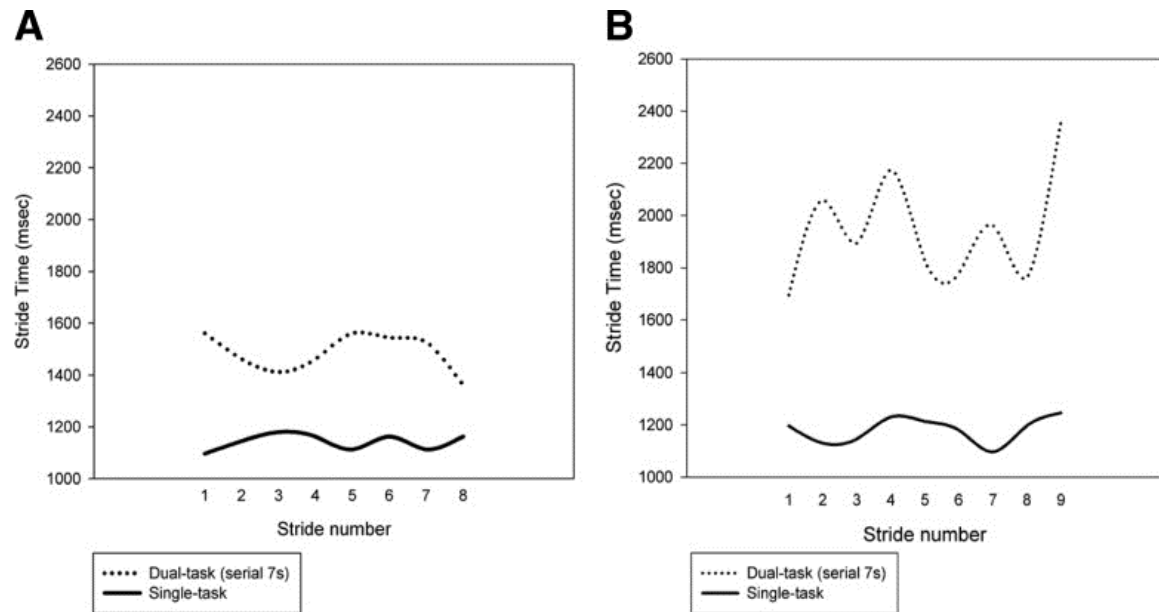 A
2600
2400
2200
2000
1800
1600
1400
1200
1000
Stride Time (msec)
1 2 3 4 5 6 7 8
Stride number
Dual-task (serial 7s)
Single-task
B
2600
2400
2200
2000
1800
1600
1400
1200
1000
Stride Time (msec)
1 2 3 4 5 6 7 8 9
Stride number
Dual-task (serial 7s)
Single-task